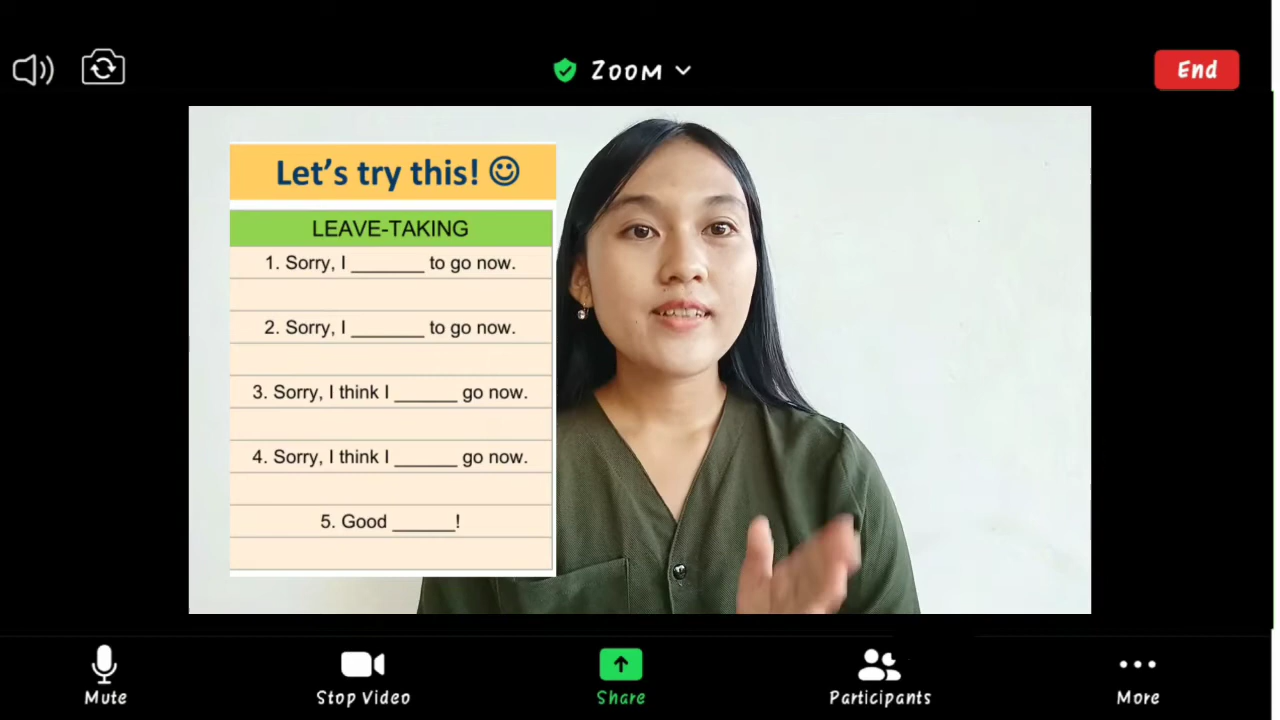 Zoom
End
Let's try this! ☺
LEAVE-TAKING
1. Sorry, I _______ to go now.
2. Sorry, I _______ to go now.
3. Sorry, I think I ______ go now.
4. Sorry, I think I ______ go now.
5. Good ______!
Mute
Stop Video
Share
Participants
More